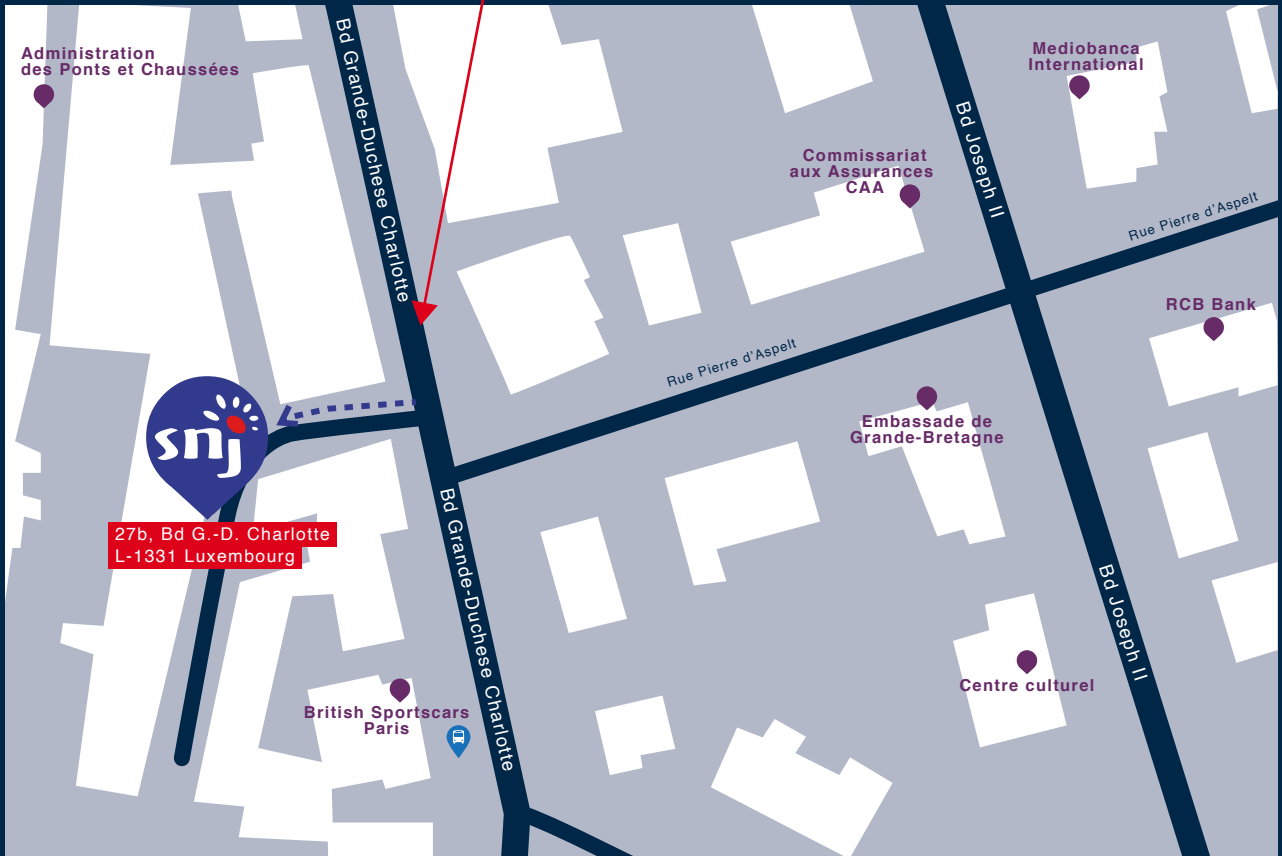 Administration
des Ponts et Chaussées
Bd Grande-Duchese Charlotte
Bd Joseph II
Mediobanca
International
Commissariat
aux Assurances
CAA
Rue Pierre d'Aspelt
RCB Bank
Rue Pierre d'Aspelt
Embassade de
Grande-Bretagne
snj
27b, Bd G.-D. Charlotte
L-1331 Luxembourg
Bd Grande-Duchese Charlotte
Bd Joseph II
Centre culturel
British Sportscars
Paris